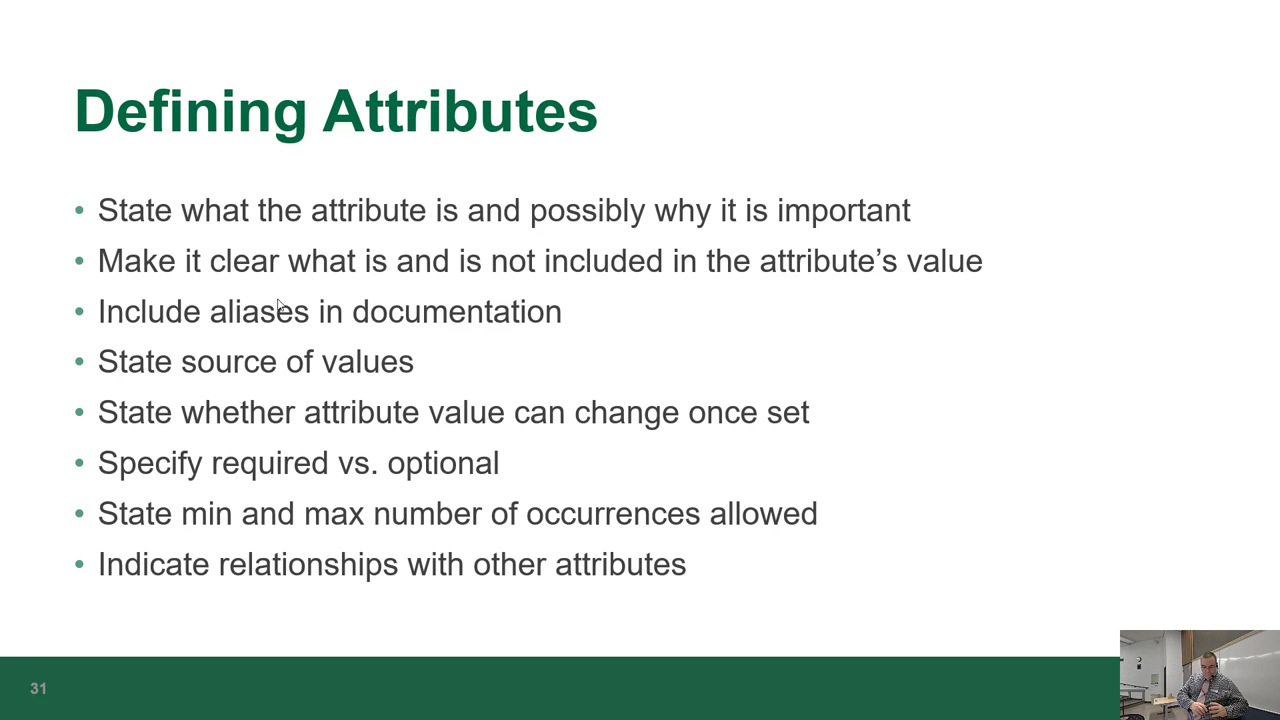 Defining Attributes
• State what the attribute is and possibly why it is important
• Make it clear what is and is not included in the attribute’s value
• Include aliases in documentation
• State source of values
• State whether attribute value can change once set
• Specify required vs. optional
• State min and max number of occurrences allowed
• Indicate relationships with other attributes
31